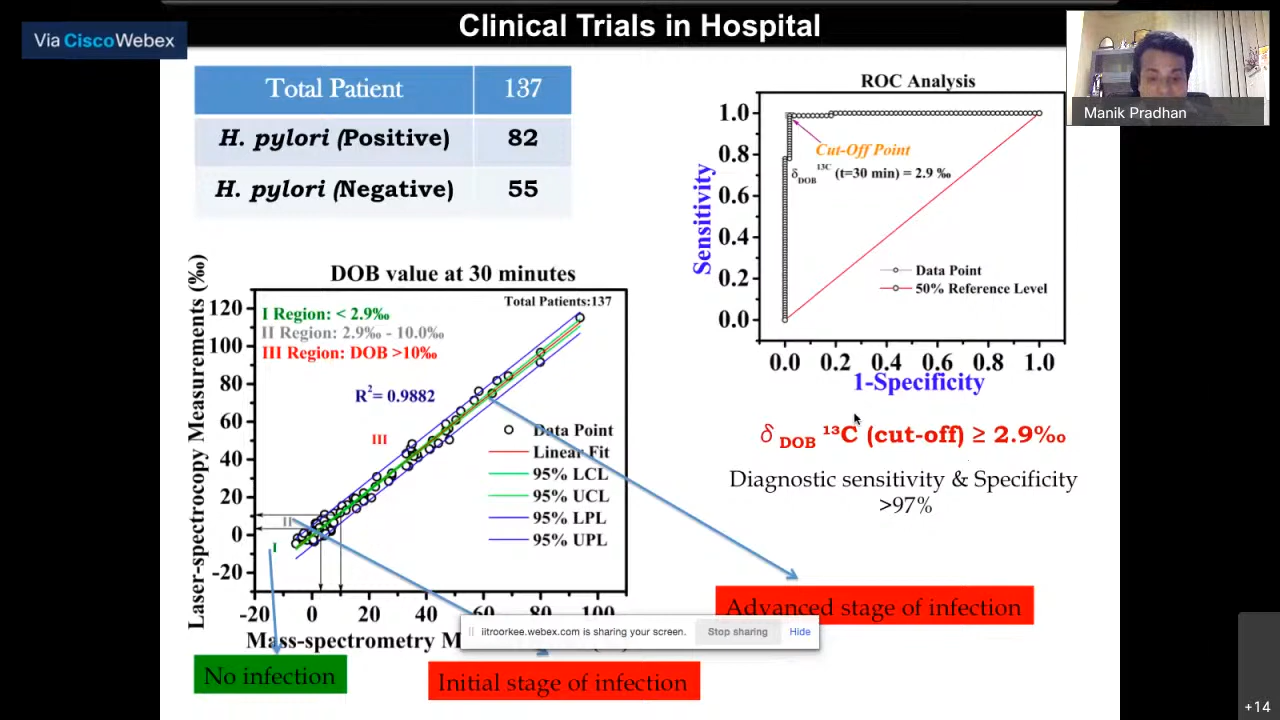 Clinical Trials in Hospital
Via CiscoWebex
Manik Pradhan
Total Patient 137
H. pylori (Positive) 82
H. pylori (Negative) 55
ROC Analysis
Sensitivity
1.0
0.8
0.6
0.4
0.2
0.0
Cut-Off Point
δDOB 13C (t=30 min) = 2.9 ‰
Data Point
50% Reference Level
0.0 0.2 0.4 0.6 0.8 1.0
1-Specificity
δ DOB ¹³C (cut-off) ≥ 2.9‰
Diagnostic sensitivity & Specificity
>97%
DOB value at 30 minutes
Laser-spectrocopy Measurements (‰)
120
100
80
60
40
20
0
-20
Total Patients:137
I Region: < 2.9‰
II Region: 2.9‰ - 10.0‰
III Region: DOB >10‰
R²= 0.9882
III
II
I
Data Point
Linear Fit
95% LCL
95% UCL
95% LPL
95% UPL
-20 0 20 40 60 80 100
Mass-spectrometry M
iitroorkee.webex.com is sharing your screen. Stop sharing Hide
Advanced stage of infection
No infection
Initial stage of infection
+14